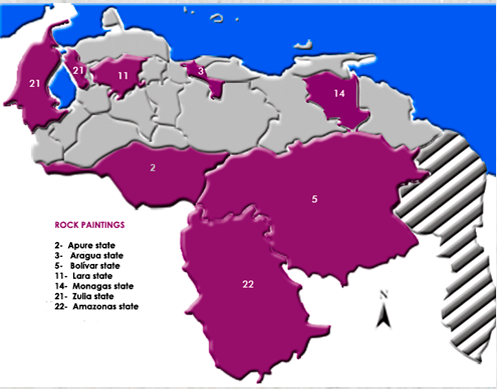 21
21
11
3
14
2
5
22
ROCK PAINTINGS
2- Apure state
3- Aragua state
5- Bolívar state
11- Lara state
14- Monagas state
21- Zulia state
22- Amazonas state
N